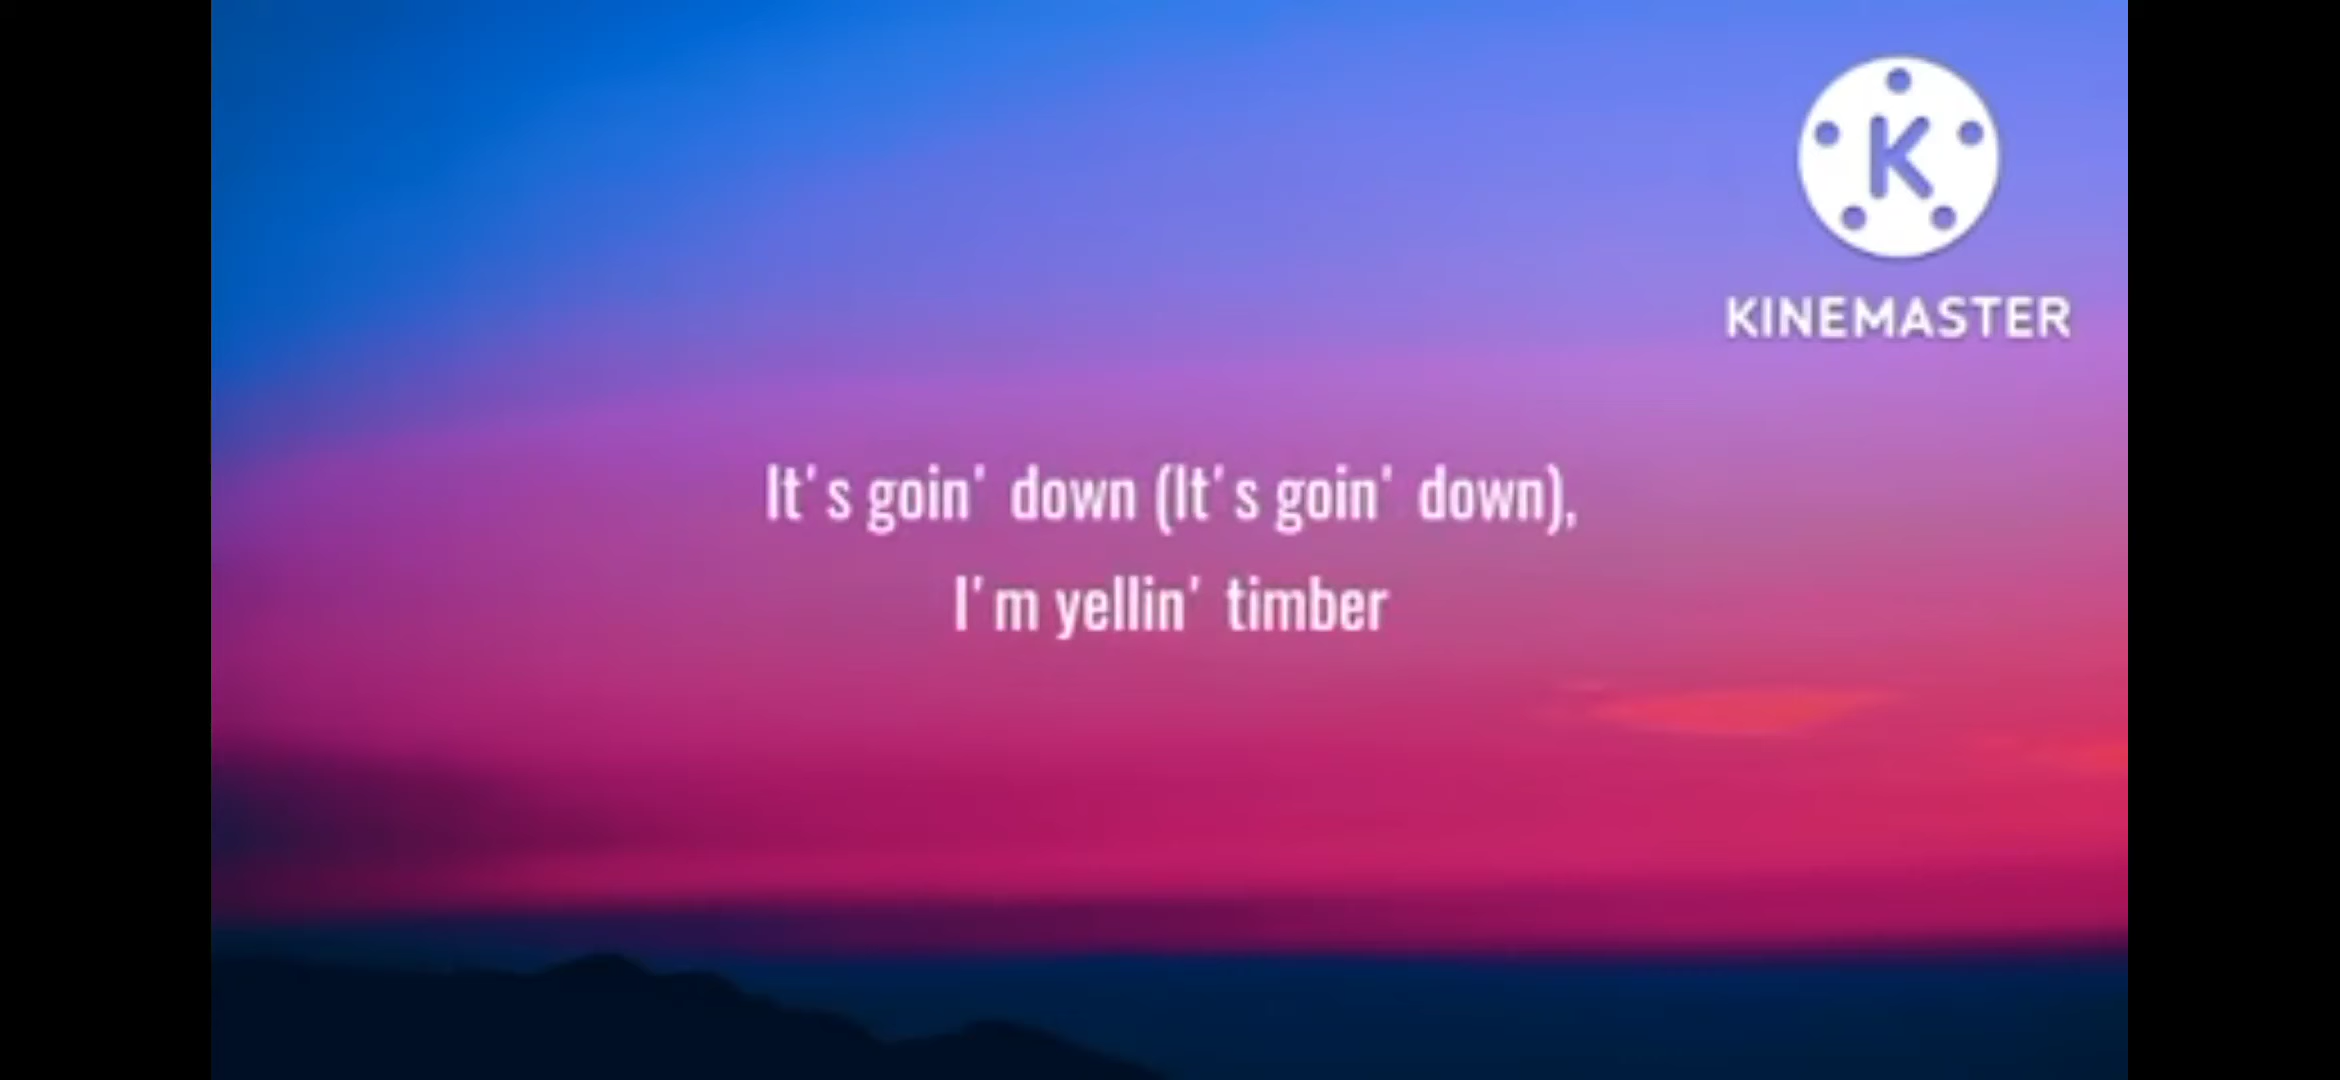 K
KINEMASTER
It's goin' down (It's goin' down),
I'm yellin' timber